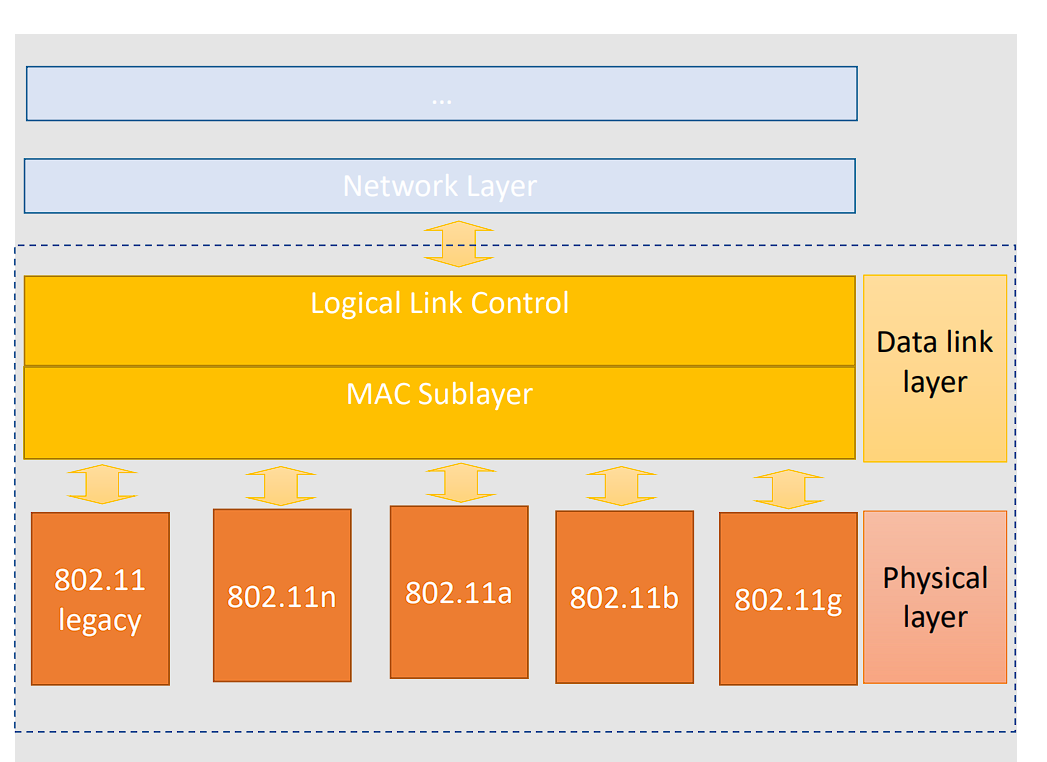 ...
Network Layer
Logical Link Control
MAC Sublayer
Data link
layer
802.11
legacy
802.11n
802.11a
802.11b
802.11g
Physical
layer